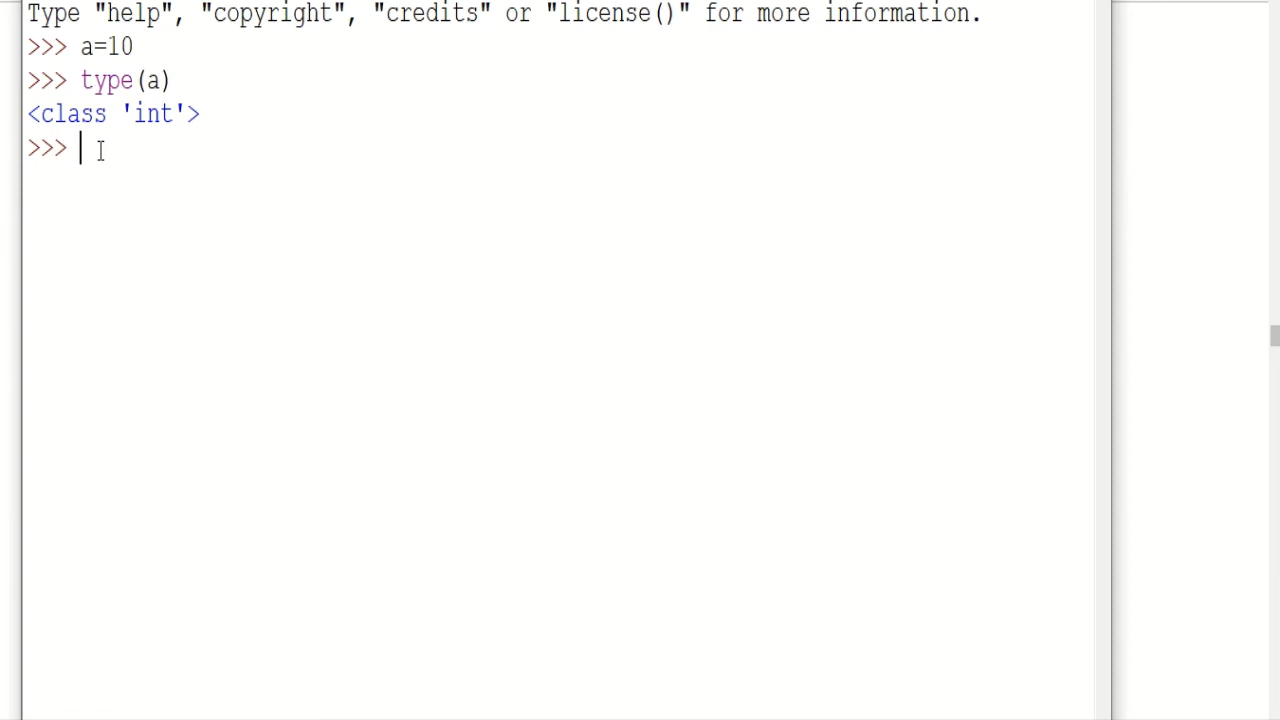 Type "help", "copyright", "credits" or "license()" for more information.
>>> a=10
>>> type(a)
<class 'int'>
>>>